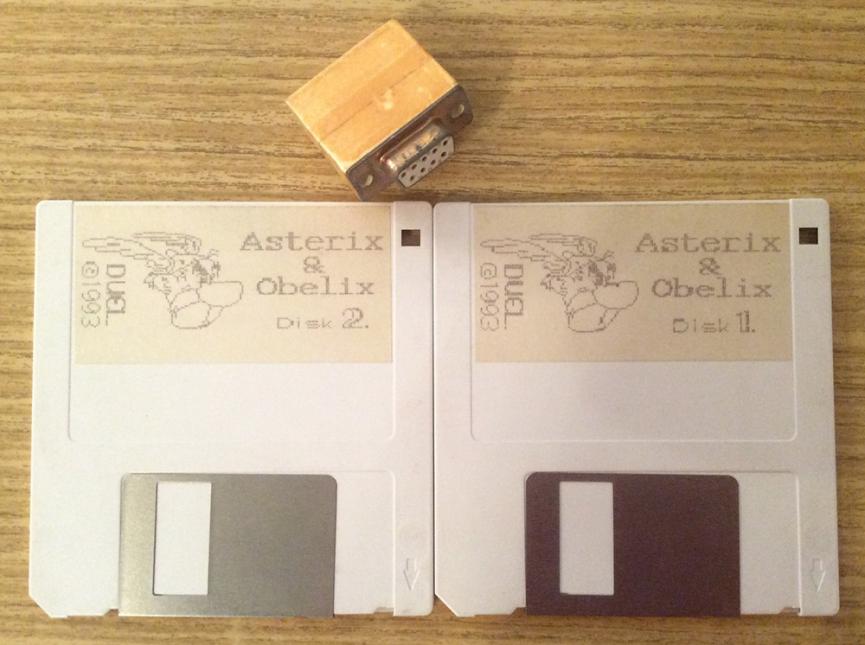 Asterix
&
Obelix
Disk 2.
DUEL
©1993
Asterix
&
Obelix
Disk 1.
DUEL
©1993